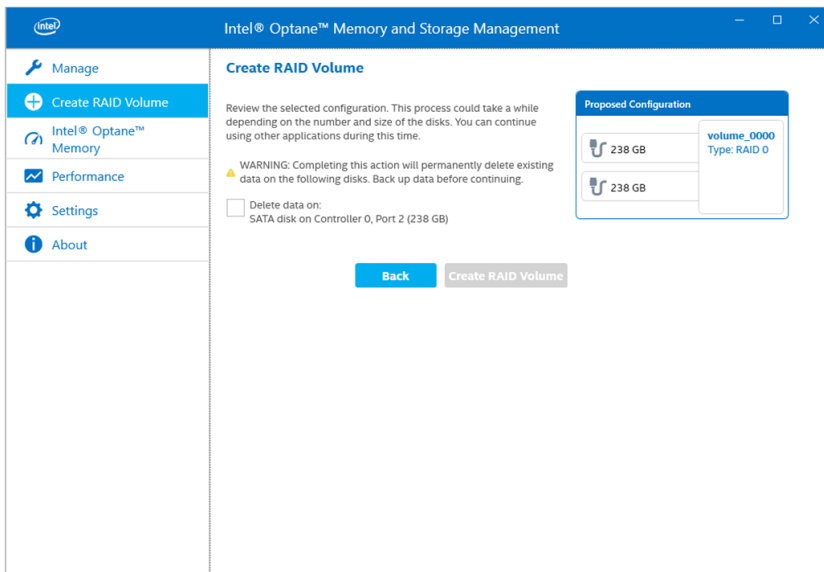 intel
Intel® Optane™ Memory and Storage Management
Manage
Create RAID Volume
Intel® Optane™
Memory
Performance
Settings
About
Create RAID Volume
Review the selected configuration. This process could take a while
depending on the number and size of the disks. You can continue
using other applications during this time.
WARNING: Completing this action will permanently delete existing
data on the following disks. Back up data before continuing.
Delete data on:
SATA disk on Controller 0, Port 2 (238 GB)
Back
Create RAID Volume
Proposed Configuration
238 GB
238 GB
volume_0000
Type: RAID 0